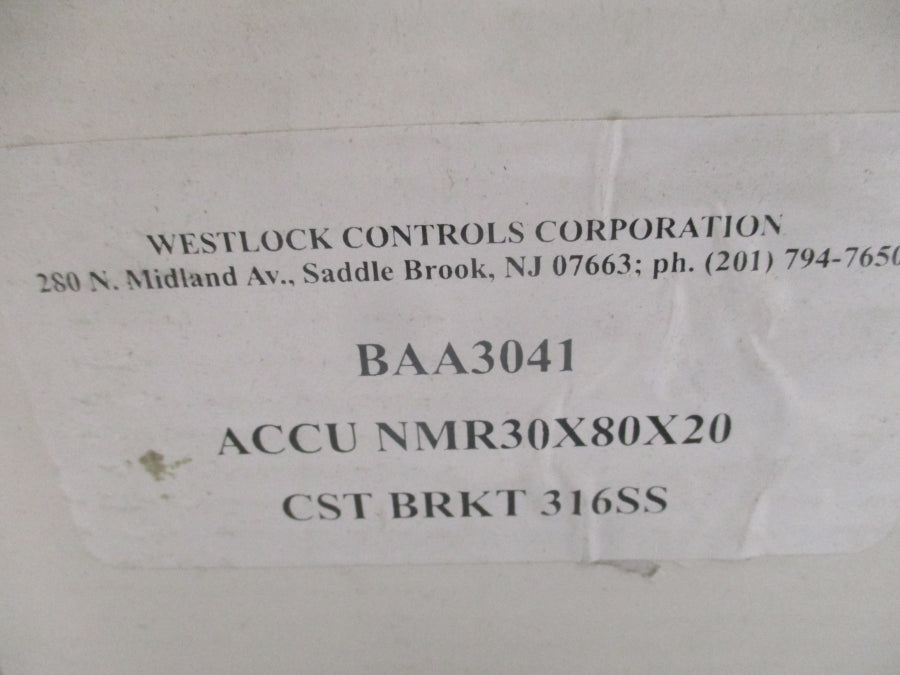 WESTLOCK CONTROLS CORPORATION
280 N. Midland Av., Saddle Brook, NJ 07663; ph. (201) 794-7650
BAA3041
ACCU NMR30X80X20
CST BRKT 316SS